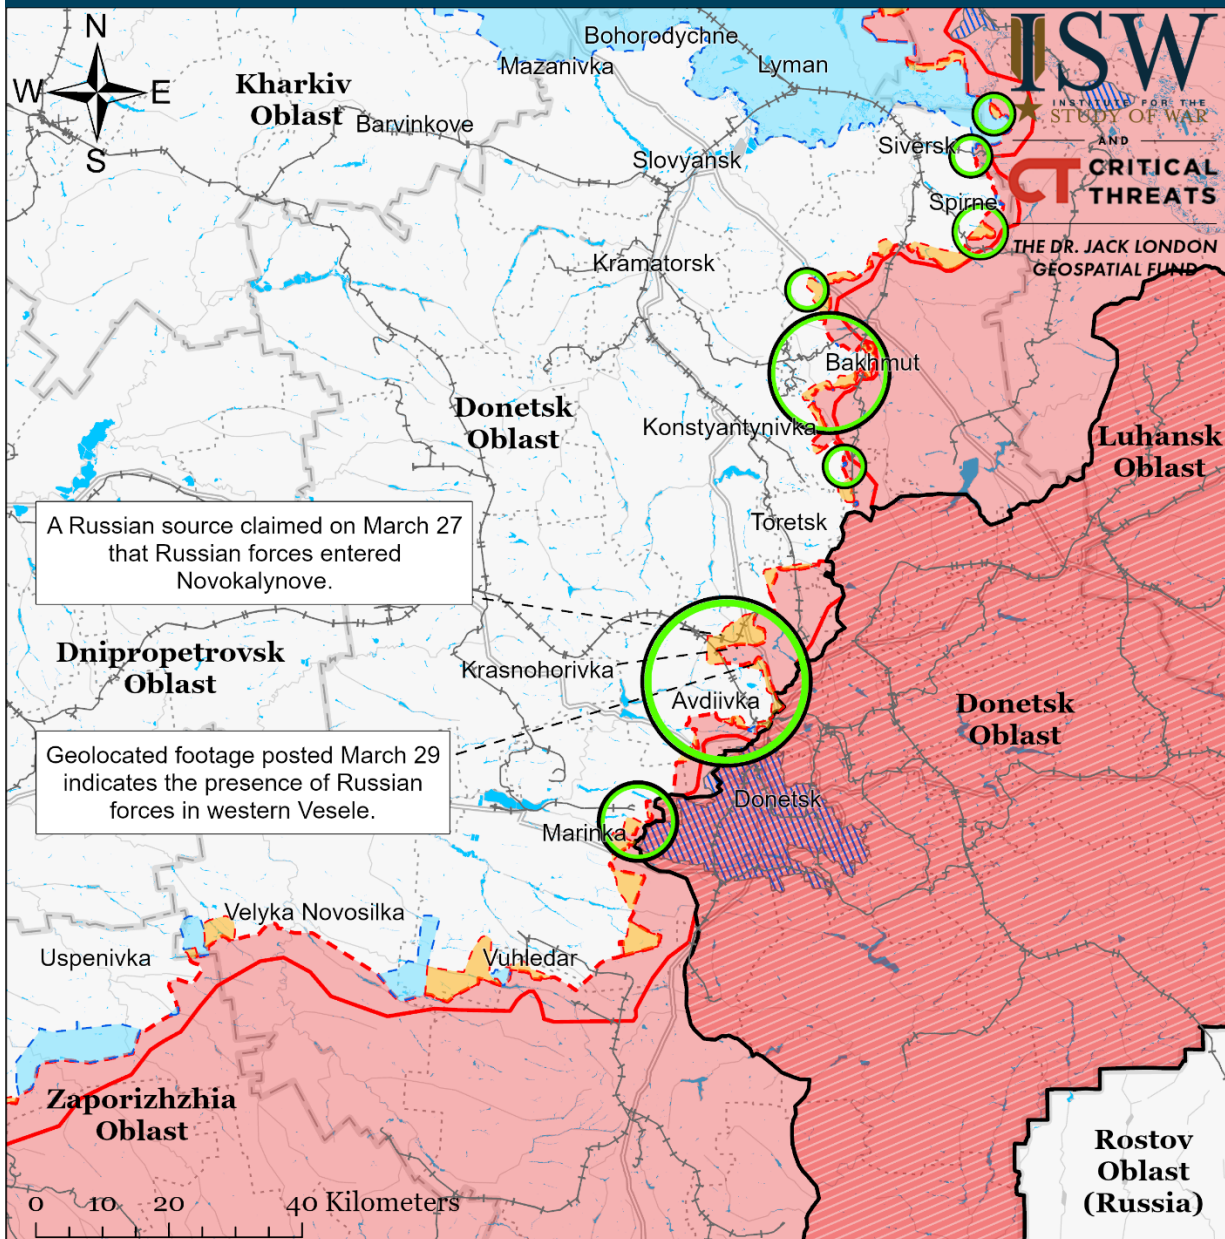 N
W
E
S
ISW
INSTITUTE FOR THE
STUDY OF WAR
AND
CT CRITICAL
THREATS
THE DR. JACK LONDON
GEOSPATIAL FUND
Bohorodychne
Mazanivka
Lyman
Kharkiv
Oblast
Barvinkove
Slovyansk
Siversk
Spirne
Kramatorsk
Bakhmut
Donetsk
Oblast
Konstyantynivka
Luhansk
Oblast
Toretsk
A Russian source claimed on March 27
that Russian forces entered
Novokalynove.
Dnipropetrovsk
Oblast
Krasnohorivka
Avdiivka
Donetsk
Oblast
Geolocated footage posted March 29
indicates the presence of Russian
forces in western Vesele.
Donetsk
Marinka
Velyka Novosilka
Uspenivka
Vuhledar
Zaporizhzhia
Oblast
Rostov
Oblast
(Russia)
0 10 20 40 Kilometers